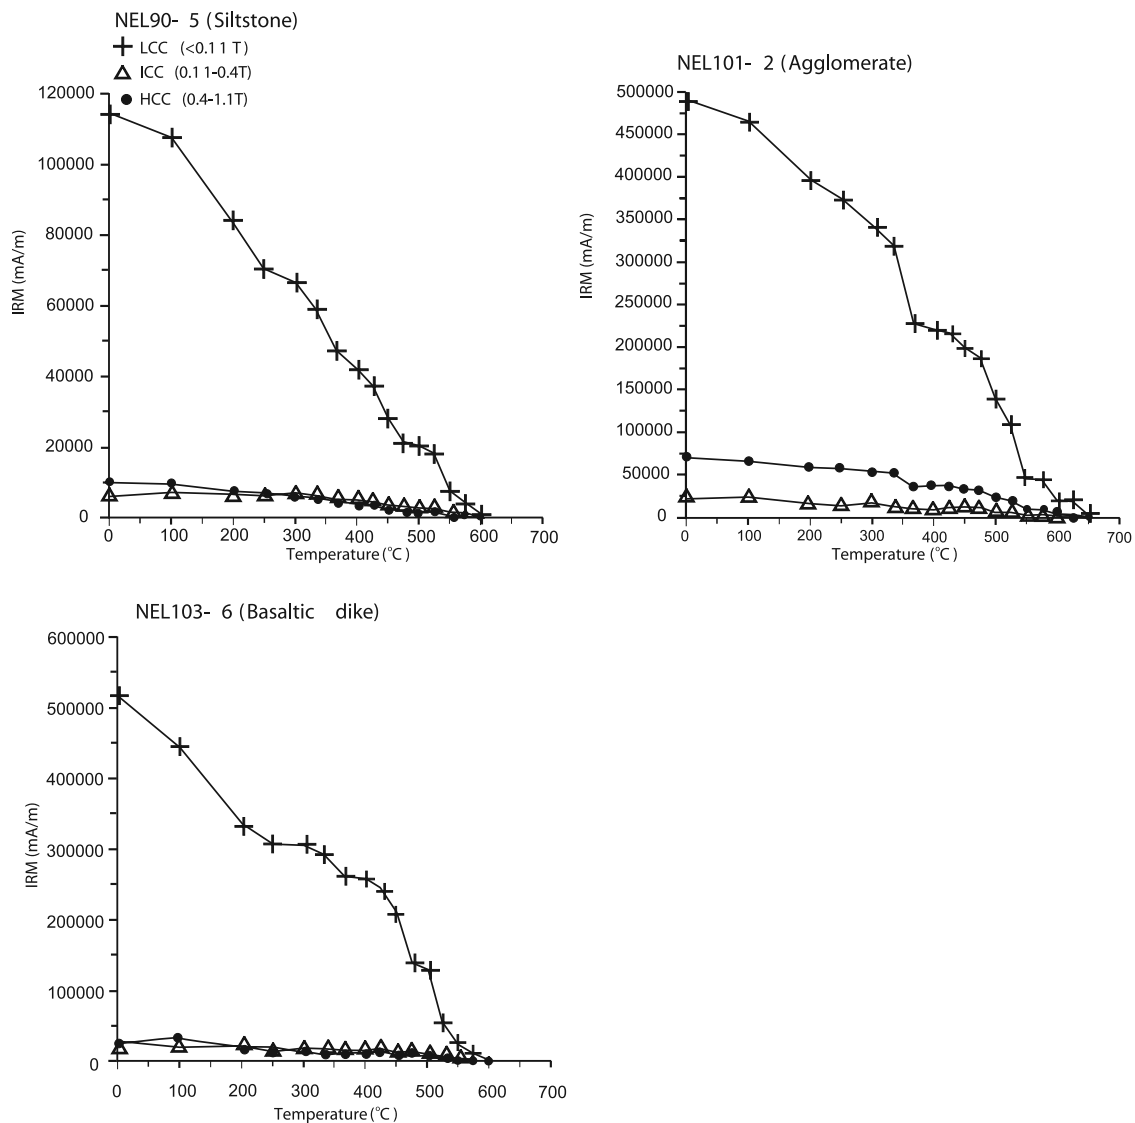 NEL90- 5 (Siltstone)
LCC (<0.1 1 T)
ICC (0.1 1-0.4T)
HCC (0.4-1.1T)
120000
100000
80000
60000
40000
20000
0
IRM (mA/m)
0 100 200 300 400 500 600 700
Temperature (°C)
NEL101- 2 (Agglomerate)
500000
450000
400000
350000
300000
250000
200000
150000
100000
50000
0
IRM (mA/m)
0 100 200 300 400 500 600 700
Temperature (°C)
NEL103- 6 (Basaltic dike)
600000
500000
400000
300000
200000
100000
0
IRM (mA/m)
0 100 200 300 400 500 600 700
Temperature (°C)